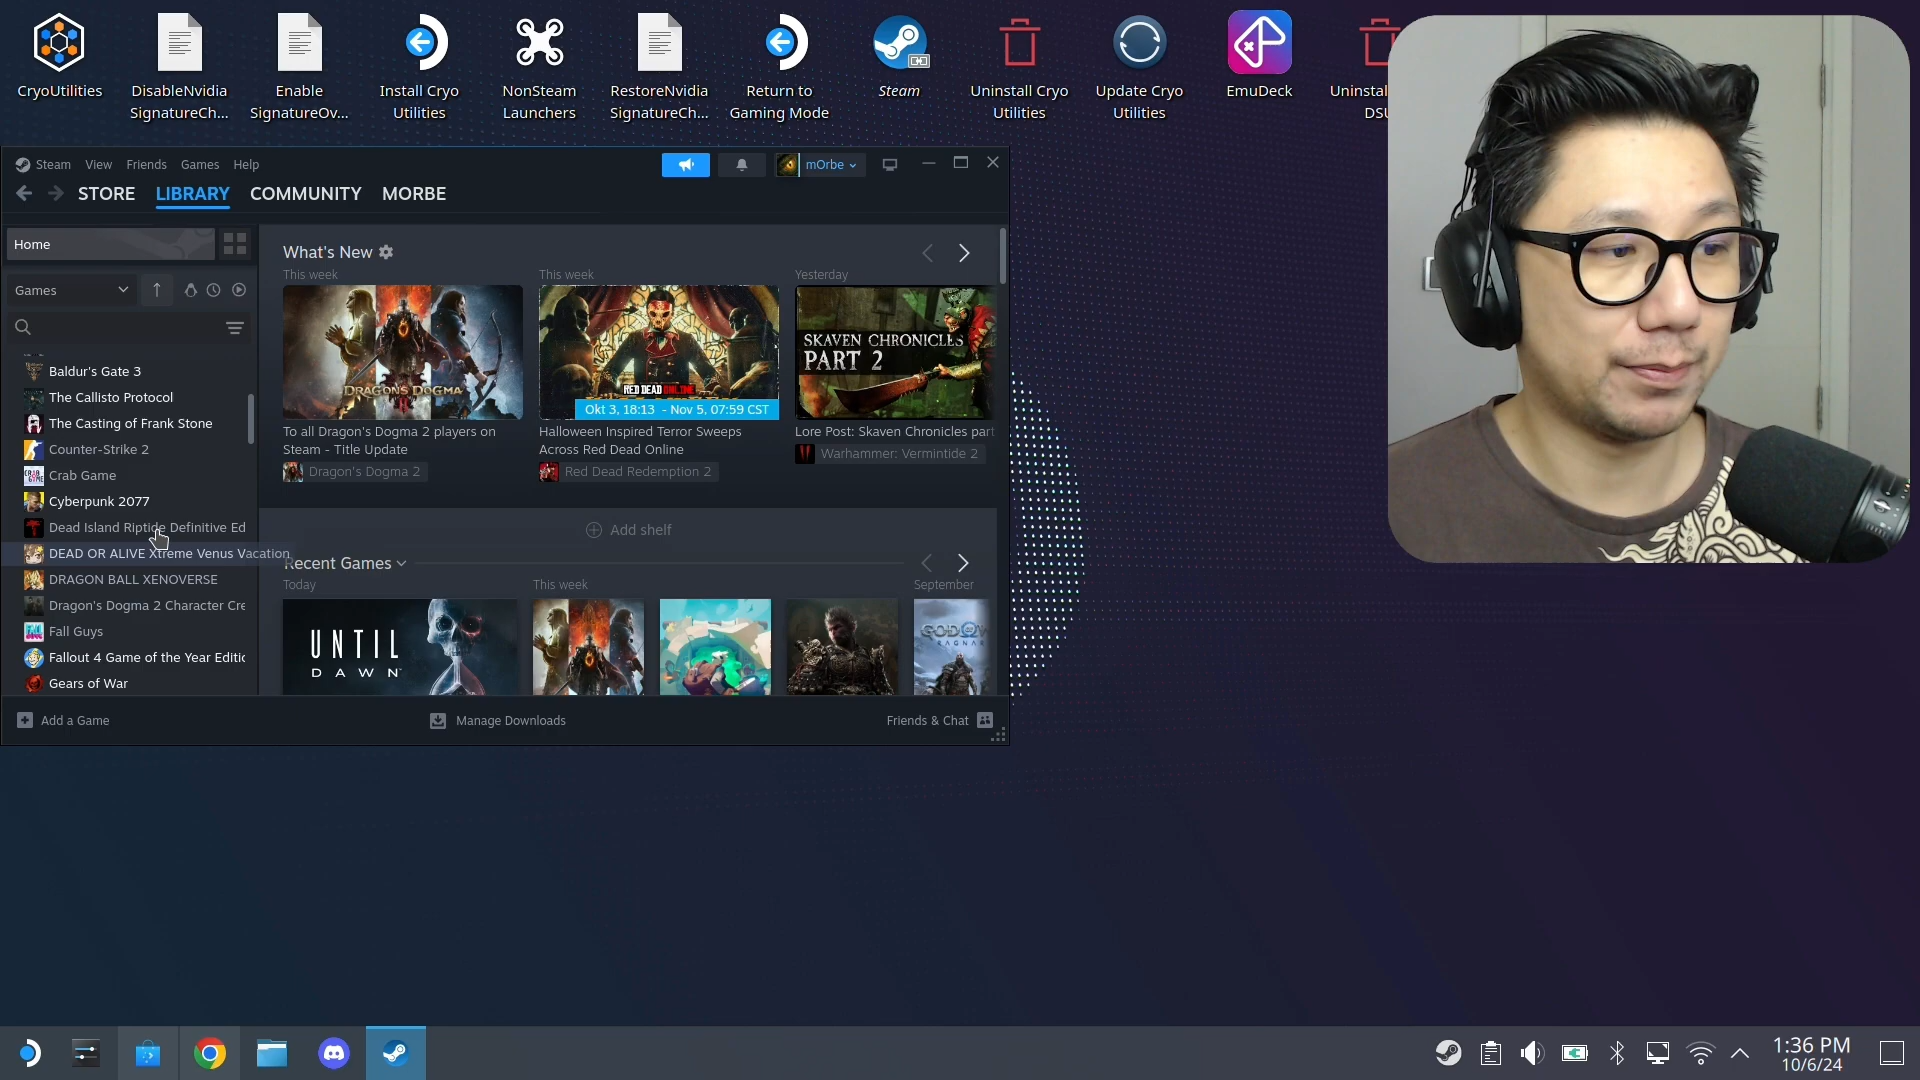 CryoUtilities
DisableNvidia
SignatureCh...
Enable
SignatureOv...
Install Cryo
Utilities
NonSteam
Launchers
RestoreNvidia
SignatureCh...
Return to
Gaming Mode
Steam
Uninstall Cryo
Utilities
Update Cryo
Utilities
EmuDeck
Uninstal
DSU
Steam View Friends Games Help
mOrbe
STORE LIBRARY COMMUNITY MORBE
Home
Games
Baldur's Gate 3
The Callisto Protocol
The Casting of Frank Stone
Counter-Strike 2
Crab Game
Cyberpunk 2077
Dead Island Riptide Definitive Ed
DEAD OR ALIVE Xtreme Venus Vacation
DRAGON BALL XENOVERSE
Dragon's Dogma 2 Character Cre
Fall Guys
Fallout 4 Game of the Year Editic
Gears of War
What's New
This week
This week
Yesterday
DRAGON'S DOGMA
RED DEAD ONLINE
Okt 3, 18:13 - Nov 5, 07:59 CST
SKAVEN CHRONICLES
PART 2
To all Dragon's Dogma 2 players on
Steam - Title Update
Dragon's Dogma 2
Halloween Inspired Terror Sweeps
Across Red Dead Online
Red Dead Redemption 2
Lore Post: Skaven Chronicles part
Warhammer: Vermintide 2
Add shelf
Recent Games
Today
This week
September
UNTIL
DAWN
GOD OF W
RAGNAR
Add a Game
Manage Downloads
Friends & Chat
1:36 PM
10/6/24